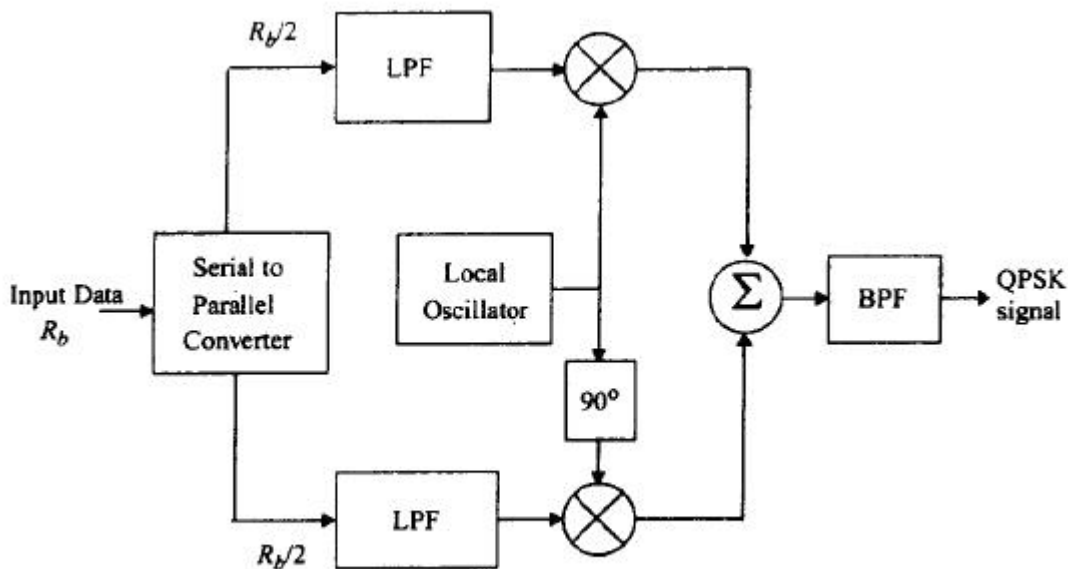 R_b/2
LPF
Serial to
Parallel
Converter
Input Data
R_b
Local
Oscillator
90°
Σ
BPF
QPSK
signal
LPF
R_b/2